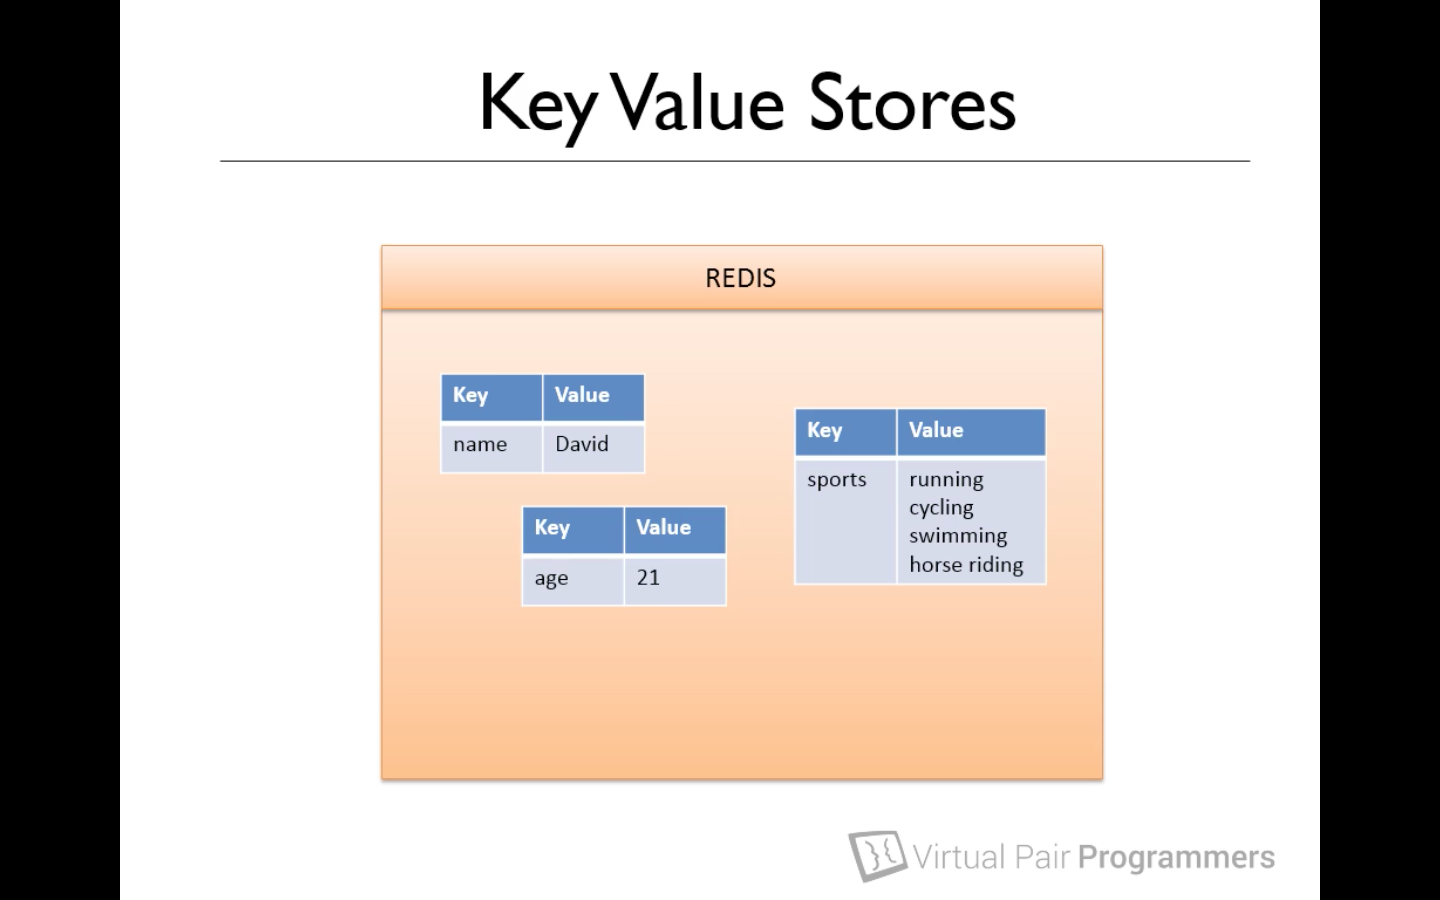 Key Value Stores
REDIS
Key Value
name David
Key Value
age 21
Key Value
sports running
cycling
swimming
horse riding
Virtual Pair Programmers